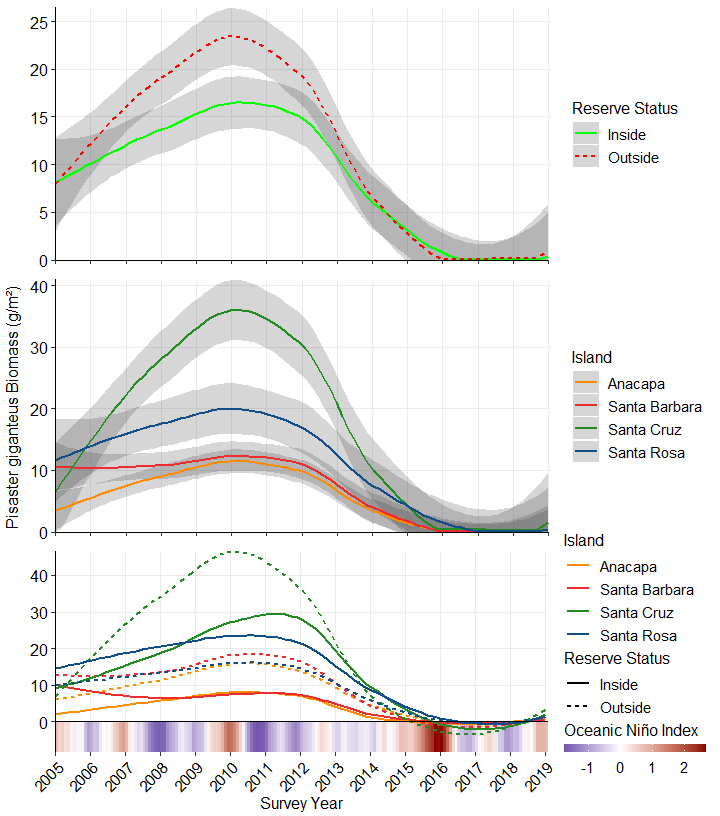 25
20
15
10
5
0
Reserve Status
Inside
Outside
Pisaster giganteus Biomass (g/m²)
40
30
20
10
0
Island
Anacapa
Santa Barbara
Santa Cruz
Santa Rosa
40
30
20
10
0
Island
Anacapa
Santa Barbara
Santa Cruz
Santa Rosa
Reserve Status
Inside
Outside
Oceanic Niño Index
-1 0 1 2
2005 2006 2007 2008 2009 2010 2011 2012 2013 2014 2015 2016 2017 2018 2019
Survey Year